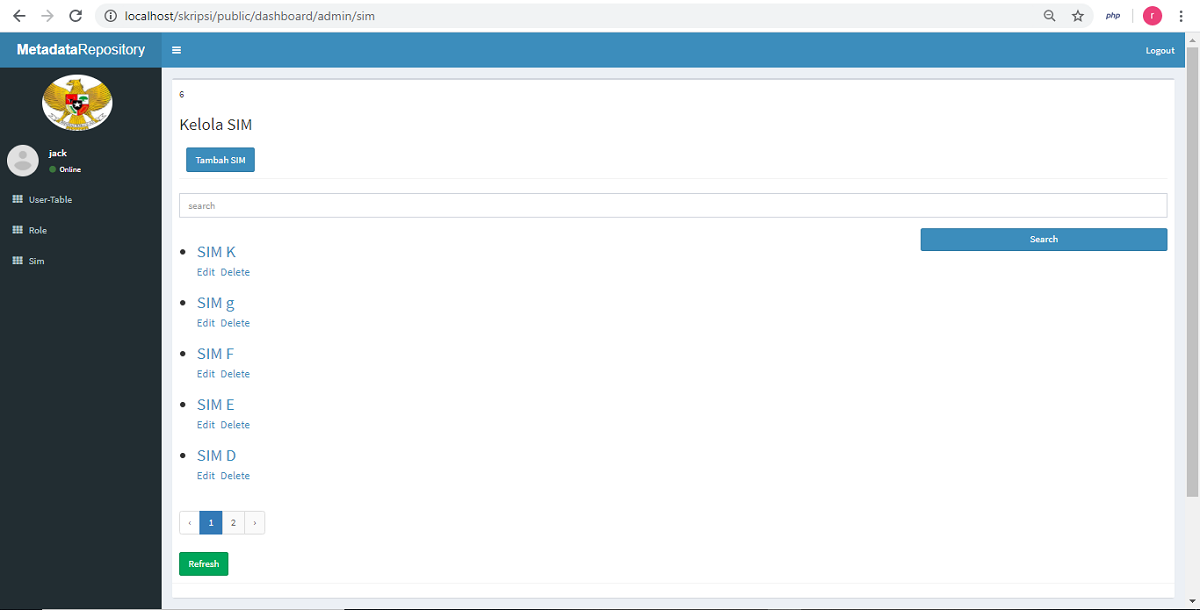 localhost/skripsi/public/dashboard/admin/sim
php
r
MetadataRepository
Logout
jack
Online
User-Table
Role
Sim
6
Kelola SIM
Tambah SIM
search
Search
SIM K
Edit Delete
SIM g
Edit Delete
SIM F
Edit Delete
SIM E
Edit Delete
SIM D
Edit Delete
‹ 1 2 ›
Refresh